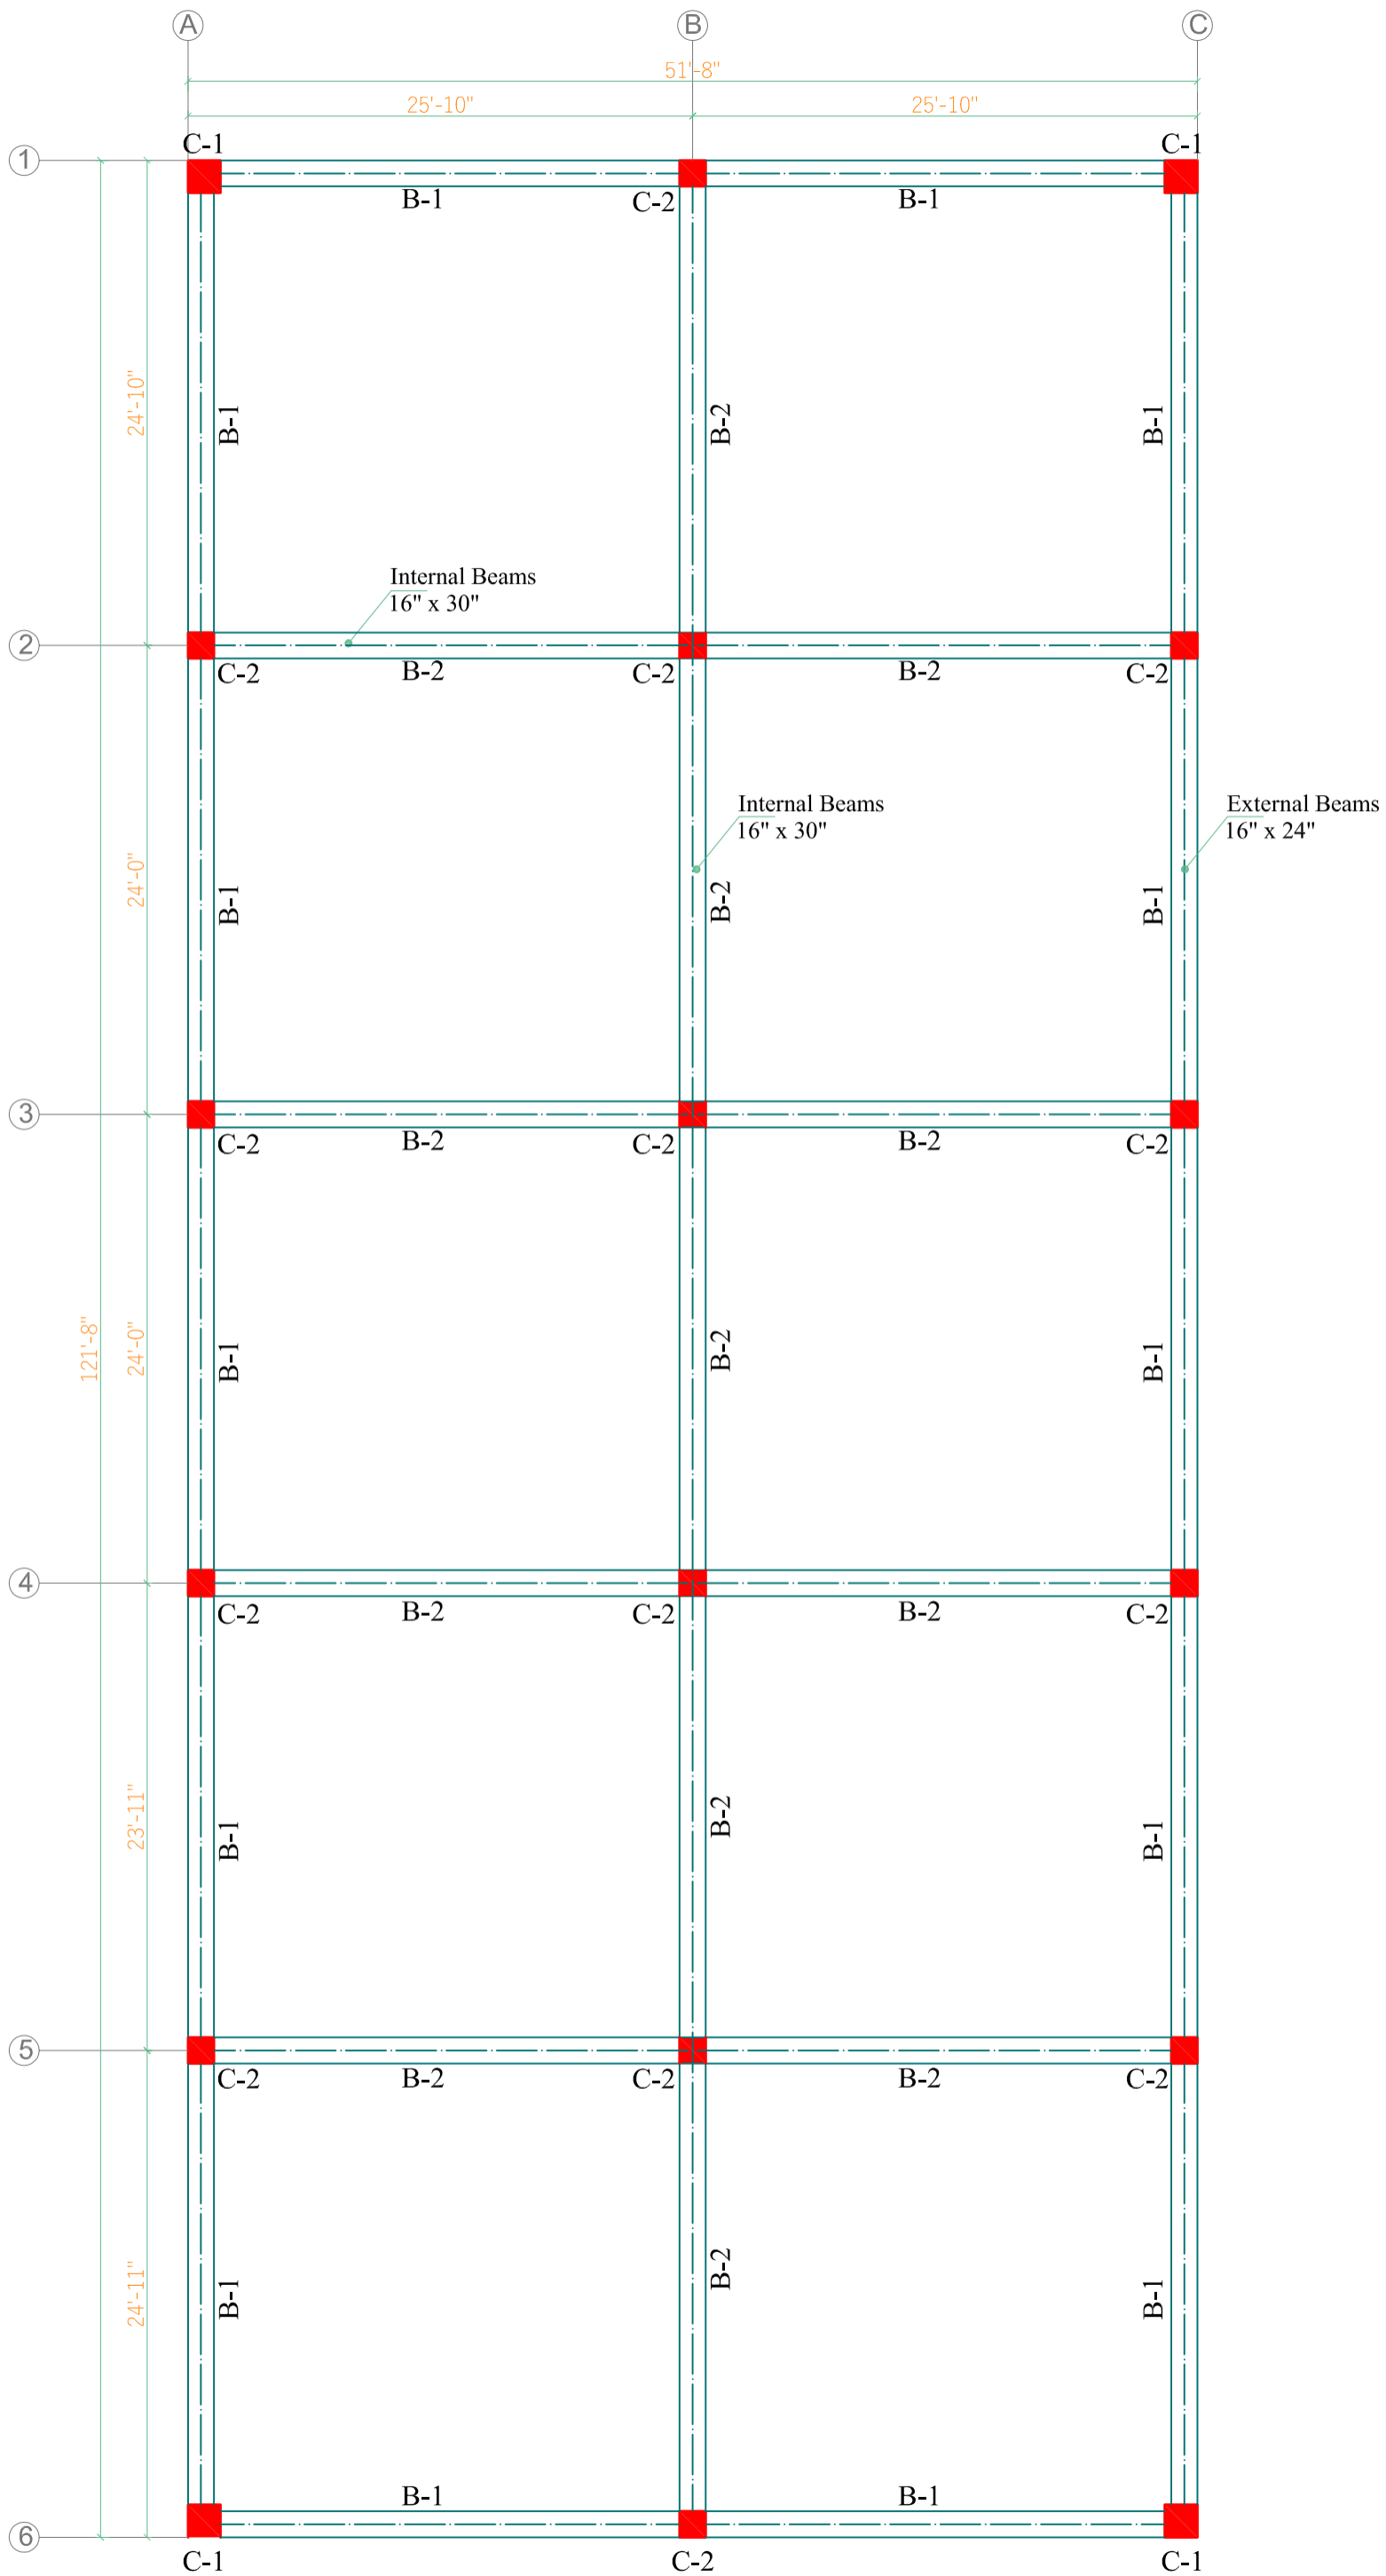 A B C
51'-8"
25'-10" 25'-10"
C-1 C-1
1
B-1 C-2 B-1
24'-10"
B-1 B-2 B-1
Internal Beams
16" x 30"
2
C-2 B-2 C-2 B-2 C-2
Internal Beams
16" x 30"
External Beams
16" x 24"
24'-0"
B-1 B-2 B-1
3
C-2 B-2 C-2 B-2 C-2
121'-8"
24'-0"
B-1 B-2 B-1
4
C-2 B-2 C-2 B-2 C-2
23'-11"
B-1 B-2 B-1
5
C-2 B-2 C-2 B-2 C-2
24'-11"
B-1 B-2 B-1
B-1 B-1
6
C-1 C-2 C-1